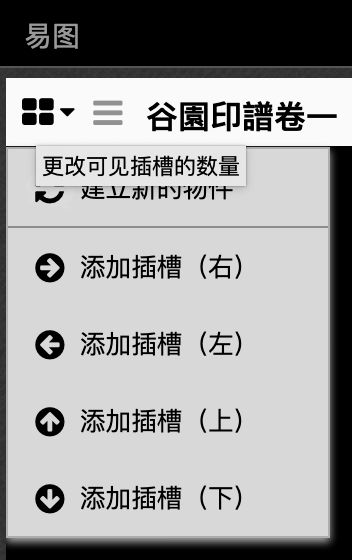 易图
谷園印譜卷一
更改可见插槽的数量
建立新的物件
添加插槽（右）
添加插槽（左）
添加插槽（上）
添加插槽（下）